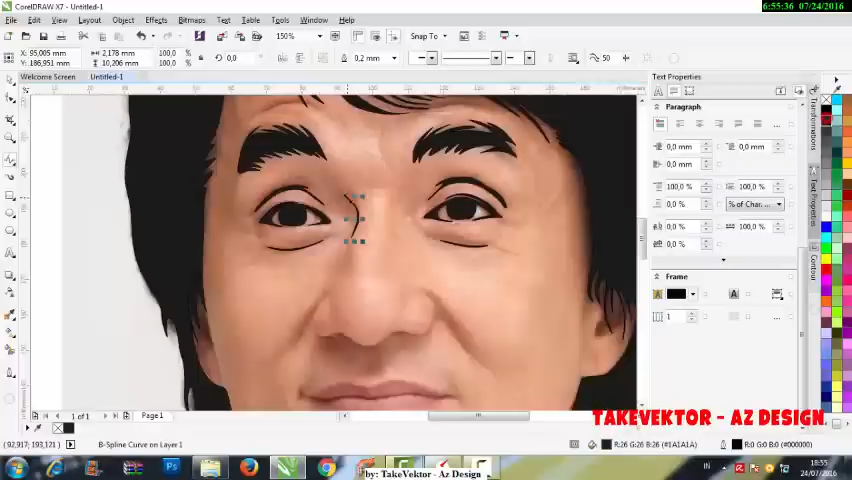 CorelDRAW X7 - Untitled-1
6:55:36 07/24/2016
File Edit View Layout Object Effects Bitmaps Text Table Tools Window Help
150% Snap To
X: 95,005 mm 2,178 mm 100,0 % 0,0 0,2 mm 50
Y: 186,951 mm 10,206 mm 100,0 %
Welcome Screen Untitled-1
Text Properties
Paragraph
0,0 mm 0,0 mm
0,0 mm
100,0 % 100,0 %
0,0 % % of Char...
0,0 % 100,0 %
0,0 %
Frame
1
Transformations
Text Properties
Contour
1 of 1 Page 1
TAKEVEKTOR - AZ DESIGN
(92,917; 193,121) B-Spline Curve on Layer 1 R:26 G:26 B:26 (#1A1A1A) R:0 G:0 B:0 (#000000)
by: TakeVektor - Az Design
IN 18:55
24/07/2016